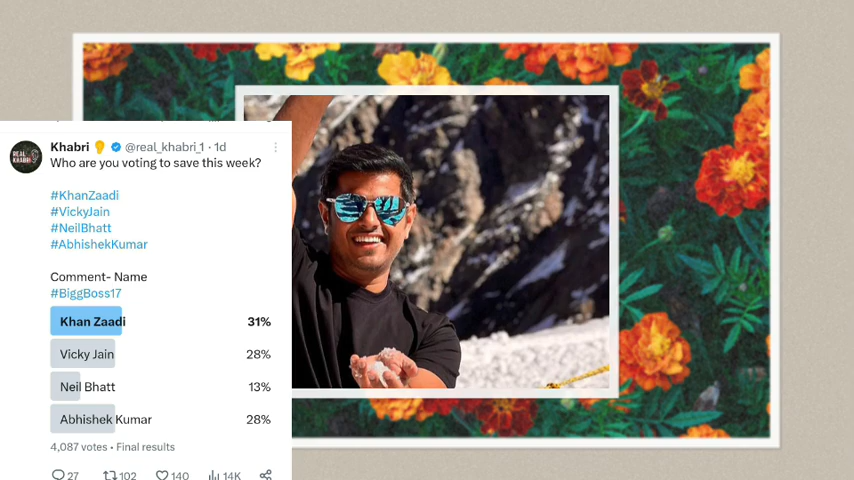 Khabri @real_khabri_1 · 1d
Who are you voting to save this week?
#KhanZaadi
#VickyJain
#NeilBhatt
#AbhishekKumar
Comment- Name
#BiggBoss17
Khan Zaadi 31%
Vicky Jain 28%
Neil Bhatt 13%
Abhishek Kumar 28%
4,087 votes • Final results
27 102 140 14K
REAL
KHABRI